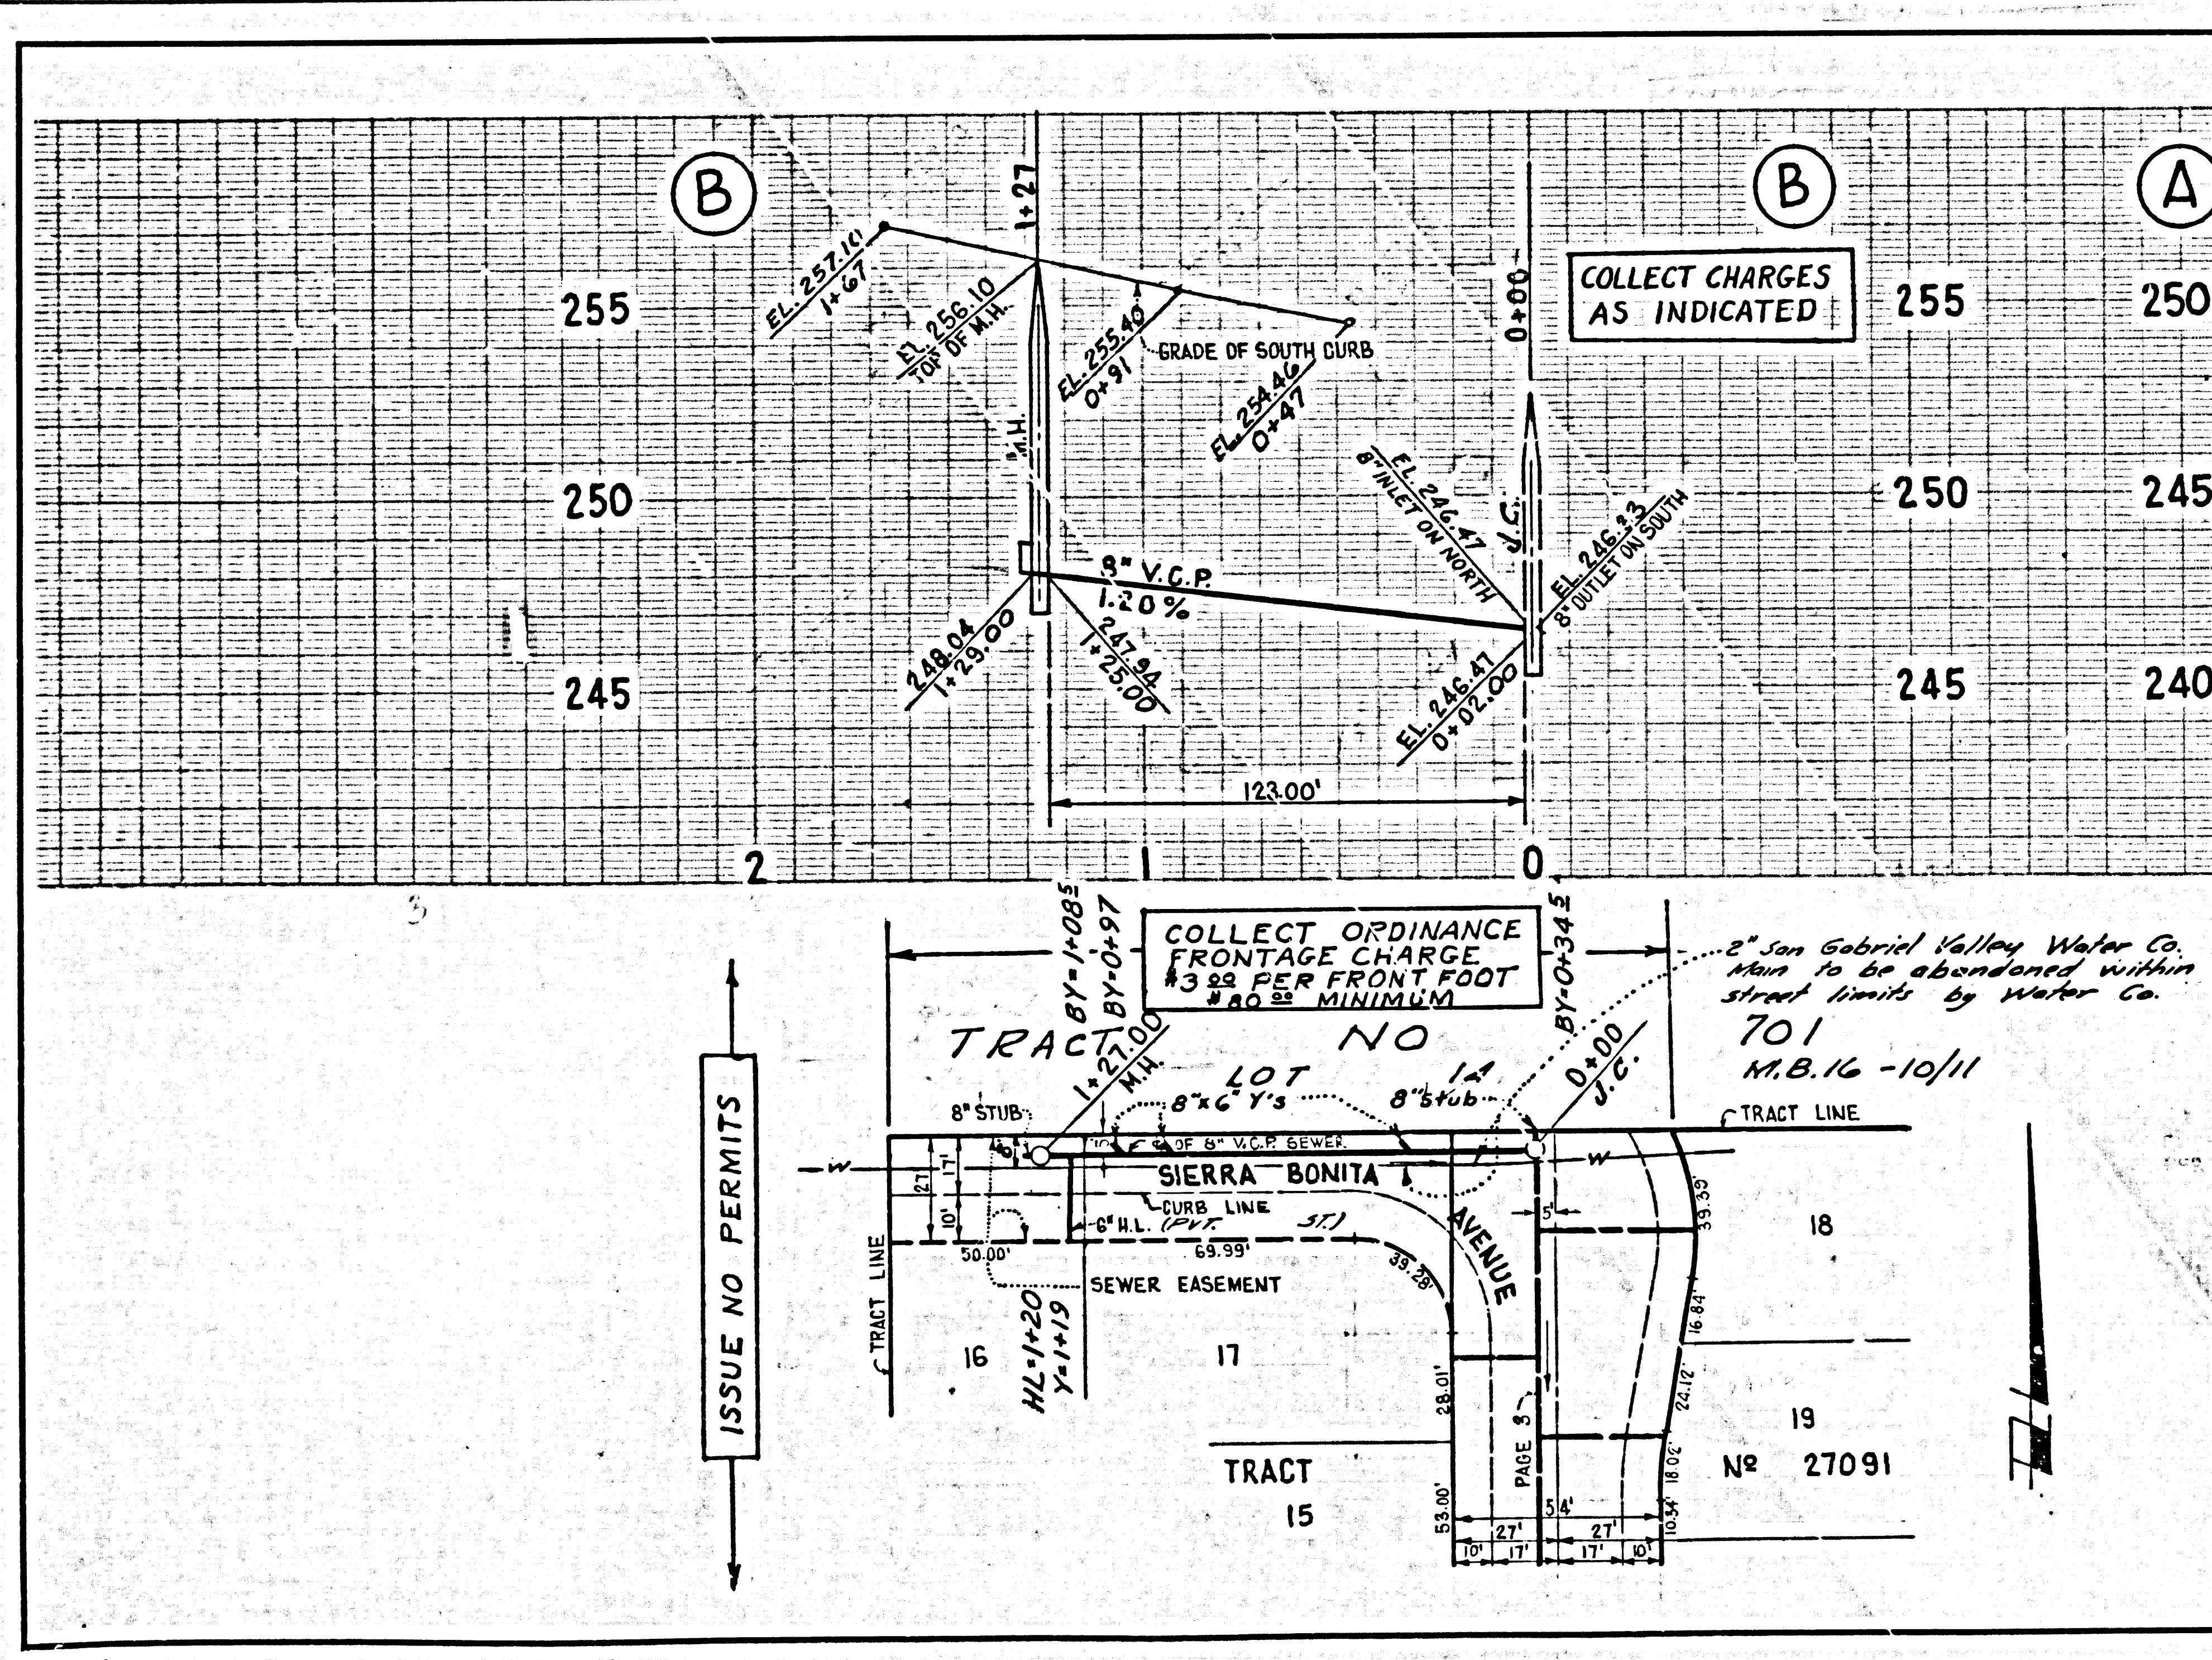 B
B
A
1+27
0+00
COLLECT CHARGES
AS INDICATED
255
255
250
EL. 257.10
1+67
EL. 256.10
TOP OF M.H.
EL. 255.40
0+91
GRADE OF SOUTH CURB
EL. 254.46
0+47
M.H.
J.C.
EL. 246.47
8" INLET ON NORTH
8" OUTLET ON SOUTH
250
250
245
8" V.C.P.
1.20%
248.04
1+29.00
247.94
1+25.00
EL. 246.47
0+02.00
245
245
240
123.00'
2
1
0
3
BY=1+08 5
BY=0+97
BY=0+34 5
COLLECT ORDINANCE
FRONTAGE CHARGE
$3 00 PER FRONT FOOT
$80 00 MINIMUM
2" San Gabriel Valley Water Co.
Main to be abandoned within
street limits by Water Co.
TRACT NO 701
M.B. 16 - 10/11
1+27.00
M.H.
0+00
J.C.
LOT
8" STUB
8"x6" Y's
8" stub
TRACT LINE
OF 8" V.C.P. SEWER
W
W
SIERRA BONITA
AVENUE
27'
17'
10'
6'
5'
CURB LINE
6" H.L.
(PVT. ST.)
50.00'
69.99'
39.28'
5'
39.39'
18
SEWER EASEMENT
TRACT LINE
ISSUE NO PERMITS
16
HL=1+20
Y=1+19
17
16.84'
28.01'
24.12'
PAGE 3
19
TRACT
Nº 27091
15
53.00'
18.02'
10.34'
54'
27'
27'
10'
17'
17'
10'